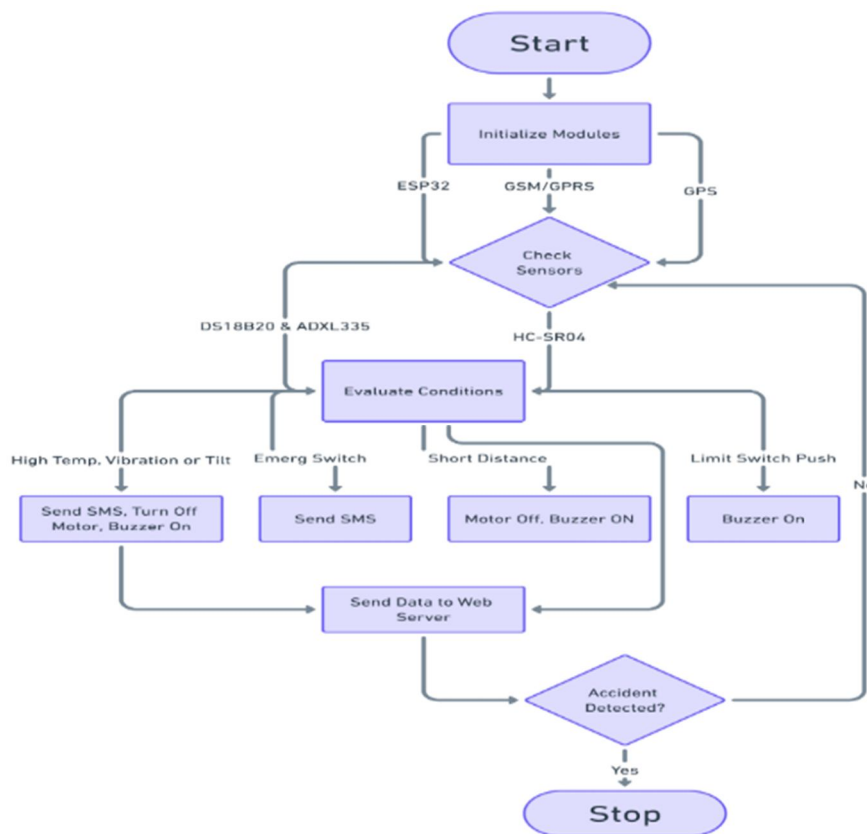 Start
Initialize Modules
ESP32
GSM/GPRS
GPS
Check
Sensors
DS18B20 & ADXL335
HC-SR04
Evaluate Conditions
High Temp, Vibration or Tilt
Emerg Switch
Short Distance
Limit Switch Push
Send SMS, Turn Off
Motor, Buzzer On
Send SMS
Motor Off, Buzzer ON
Buzzer On
Send Data to Web
Server
Accident
Detected?
Yes
Stop